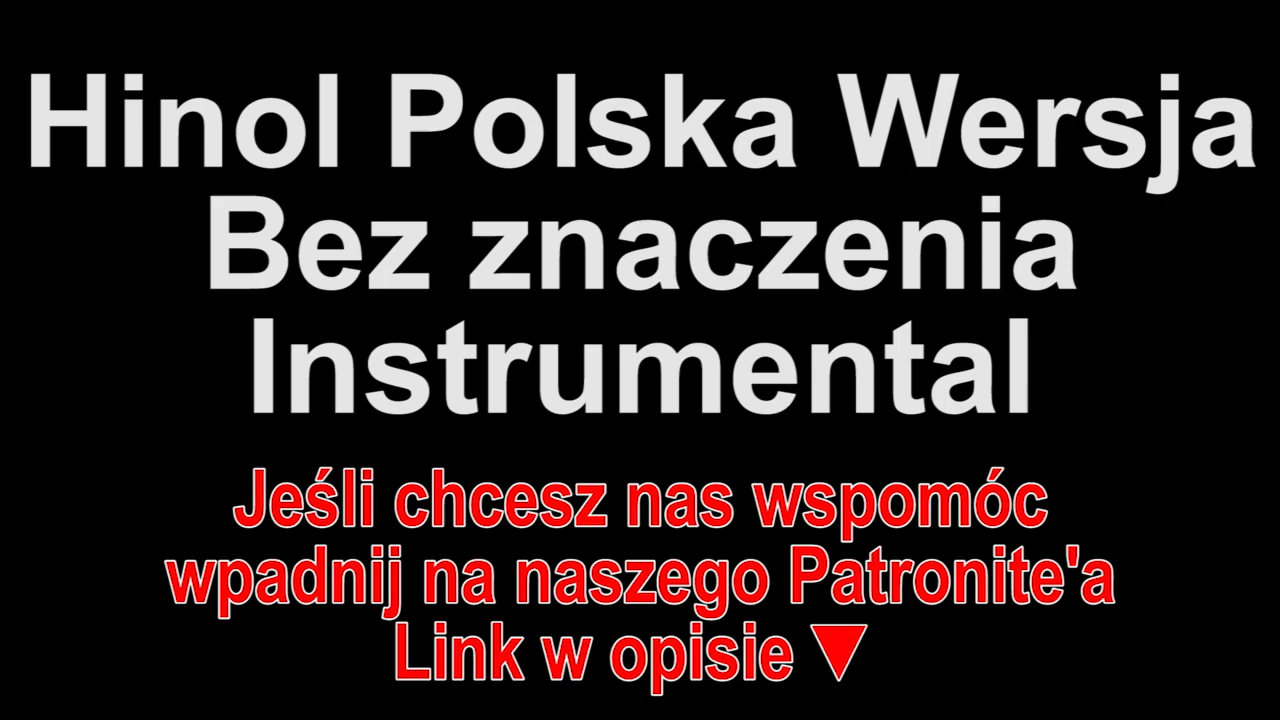 Hinol Polska Wersja
Bez znaczenia
Instrumental
Jeśli chcesz nas wspomóc
wpadnij na naszego Patronite'a
Link w opisie ▼